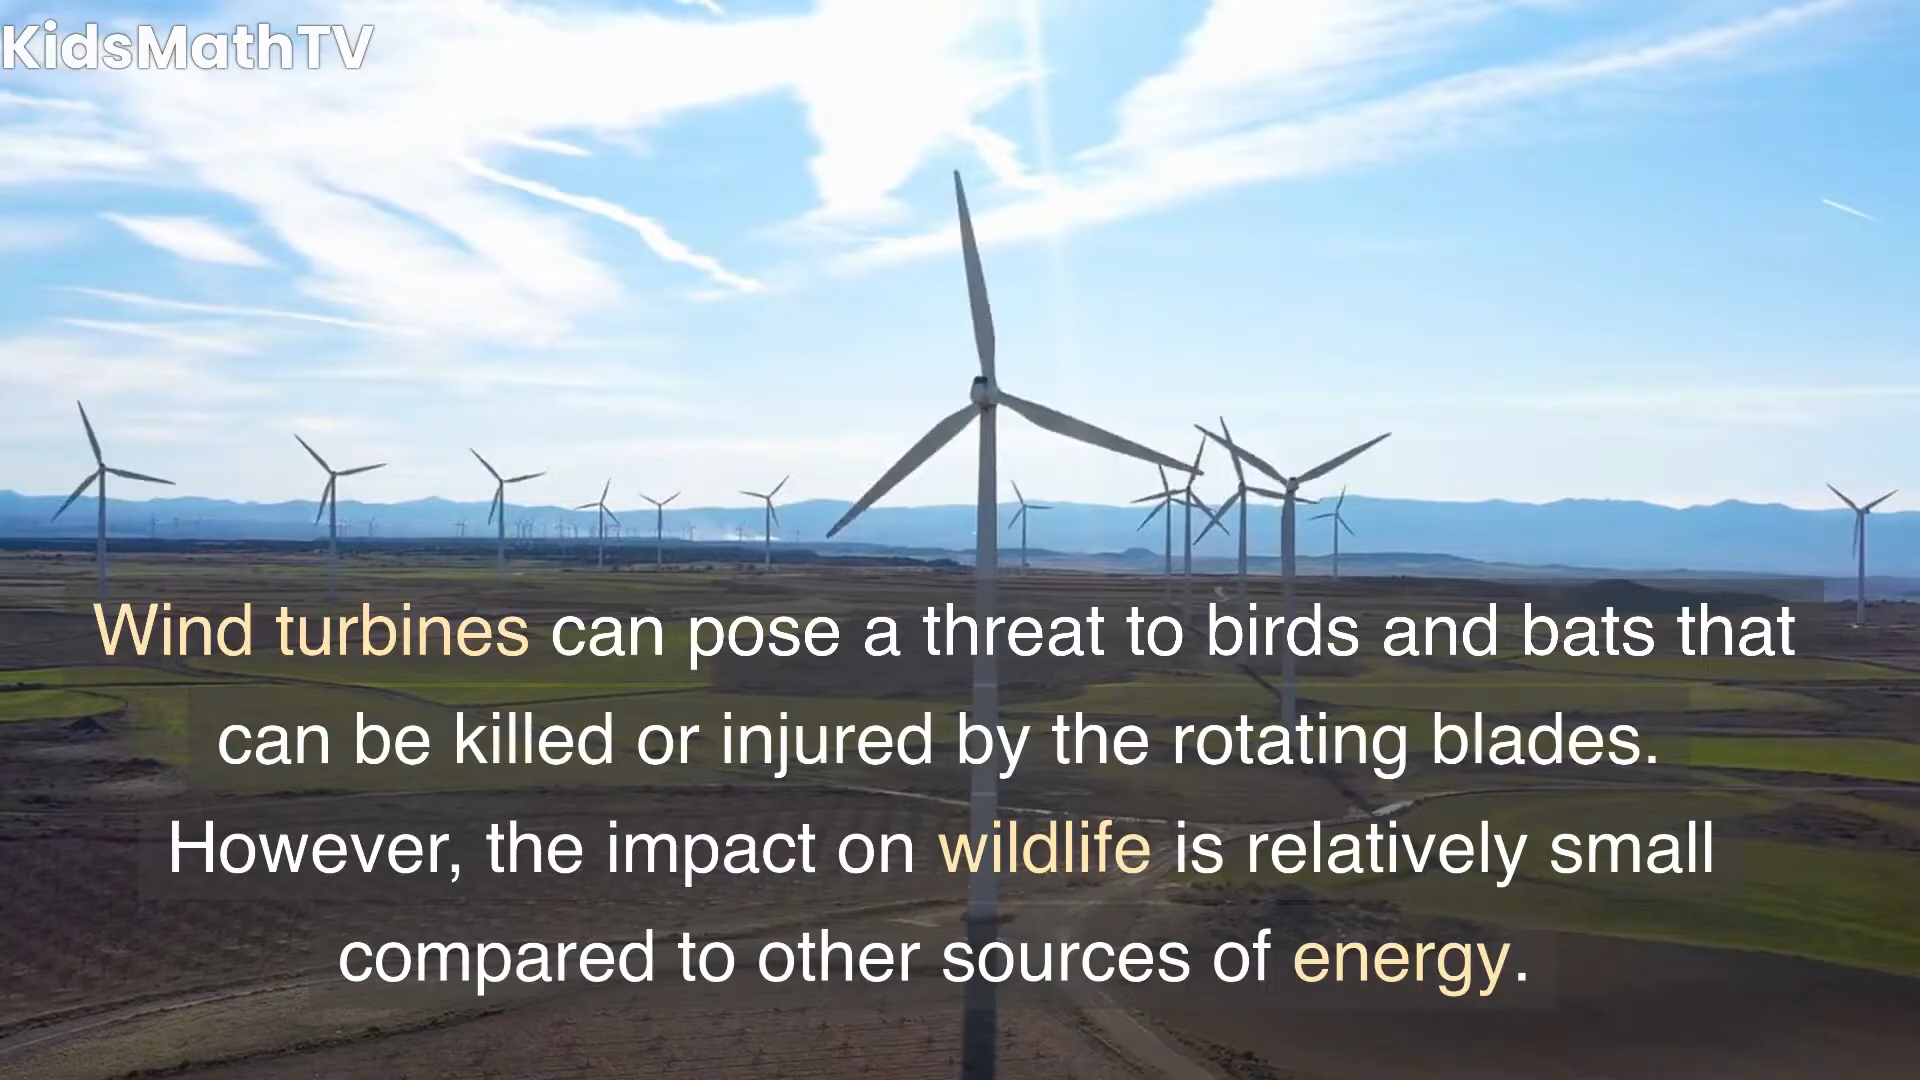 KidsMathTV
Wind turbines can pose a threat to birds and bats that
can be killed or injured by the rotating blades.
However, the impact on wildlife is relatively small
compared to other sources of energy.